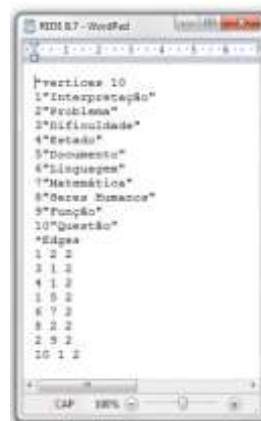 REDE 8.7 - WordPad
*vertices 10
1"Interpretação"
2"Problema"
3"Dificuldade"
4"Estado"
5"Documento"
6"Linguagem"
7"Matemática"
8"Seres Humanos"
9"Função"
10"Questão"
*Edges
1 2 2
3 1 2
4 1 2
1 5 2
6 7 2
8 2 2
2 9 2
10 1 2
CAP 100%